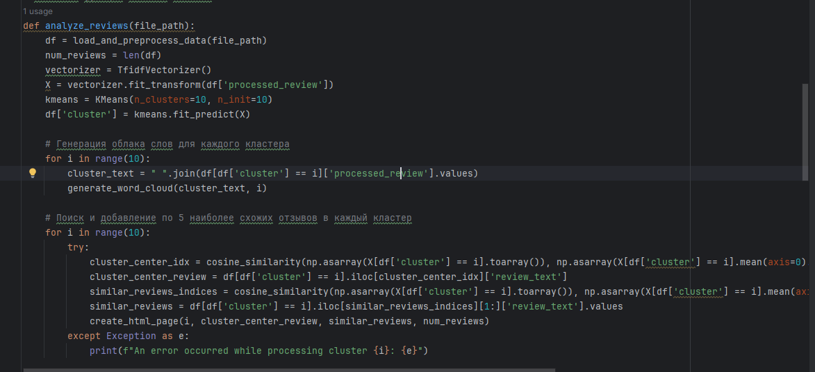 1 usage
def analyze_reviews(file_path):
    df = load_and_preprocess_data(file_path)
    num_reviews = len(df)
    vectorizer = TfidfVectorizer()
    X = vectorizer.fit_transform(df['processed_review'])
    kmeans = KMeans(n_clusters=10, n_init=10)
    df['cluster'] = kmeans.fit_predict(X)
    # Генерация облака слов для каждого кластера
    for i in range(10):
        cluster_text = " ".join(df[df['cluster'] == i]['processed_review'].values)
        generate_word_cloud(cluster_text, i)
    # Поиск и добавление по 5 наиболее схожих отзывов в каждый кластер
    for i in range(10):
        try:
            cluster_center_idx = cosine_similarity(np.asarray(X[df['cluster'] == i].toarray()), np.asarray(X[df['cluster'] == i].mean(axis=0)
            cluster_center_review = df[df['cluster'] == i].iloc[cluster_center_idx]['review_text']
            similar_reviews_indices = cosine_similarity(np.asarray(X[df['cluster'] == i].toarray()), np.asarray(X[df['cluster'] == i].mean(
            similar_reviews = df[df['cluster'] == i].iloc[similar_reviews_indices][1:]['review_text'].values
            create_html_page(i, cluster_center_review, similar_reviews, num_reviews)
        except Exception as e:
            print(f"An error occurred while processing cluster {i}: {e}")